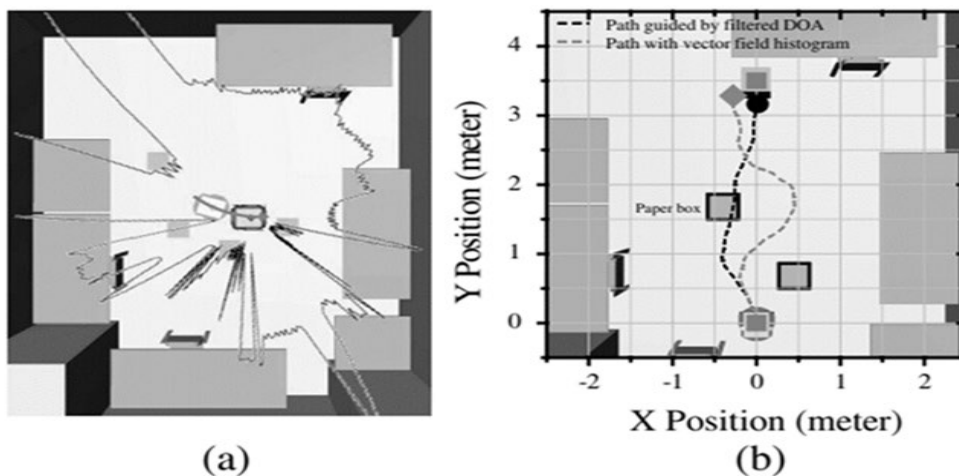 Path guided by filtered DOA
Path with vector field histogram
4
3
2
1
0
Y Position (meter)
Paper box
-2 -1 0 1 2
X Position (meter)
(a)
(b)